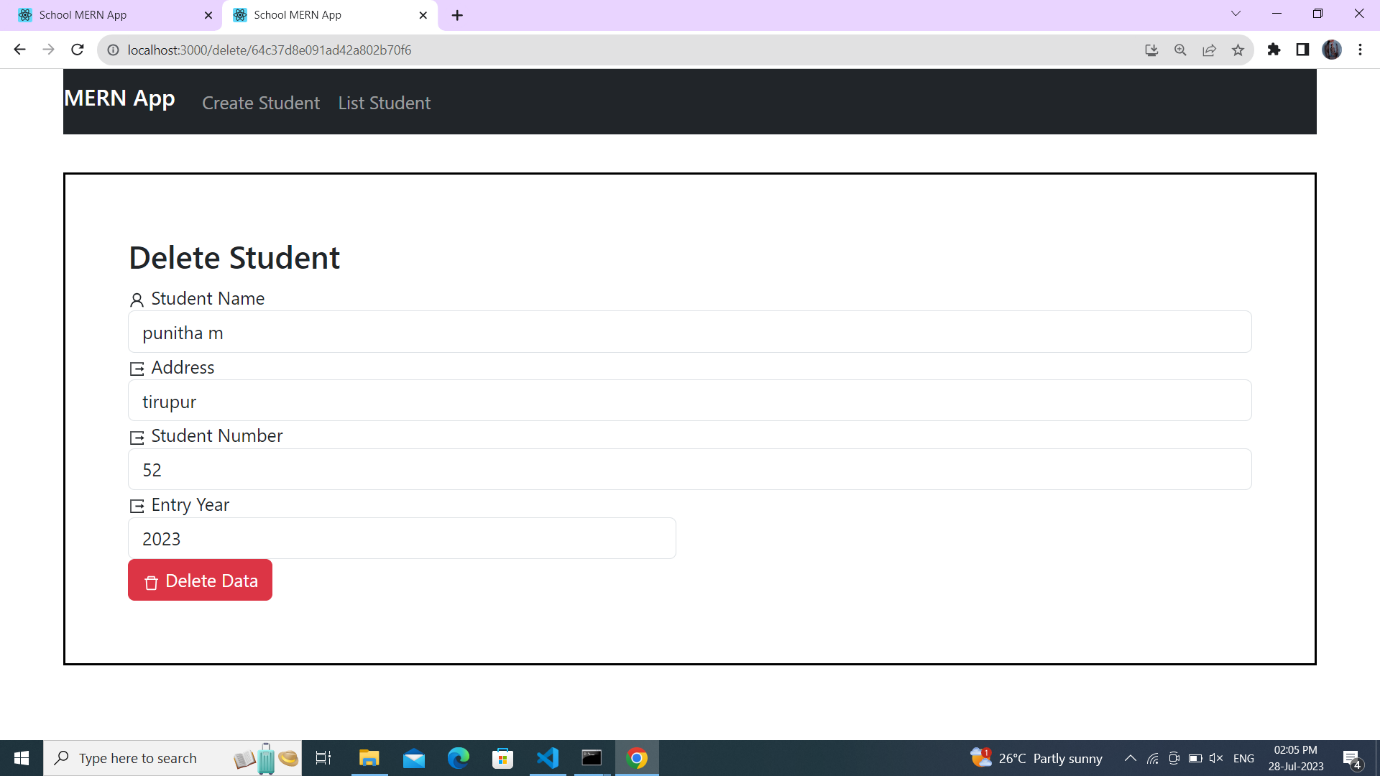 School MERN App
School MERN App
localhost:3000/delete/64c37d8e091ad42a802b70f6
MERN App Create Student List Student
Delete Student
Student Name
punitha m
Address
tirupur
Student Number
52
Entry Year
2023
Delete Data
Type here to search
1
26°C Partly sunny
ENG
02:05 PM
28-Jul-2023
4